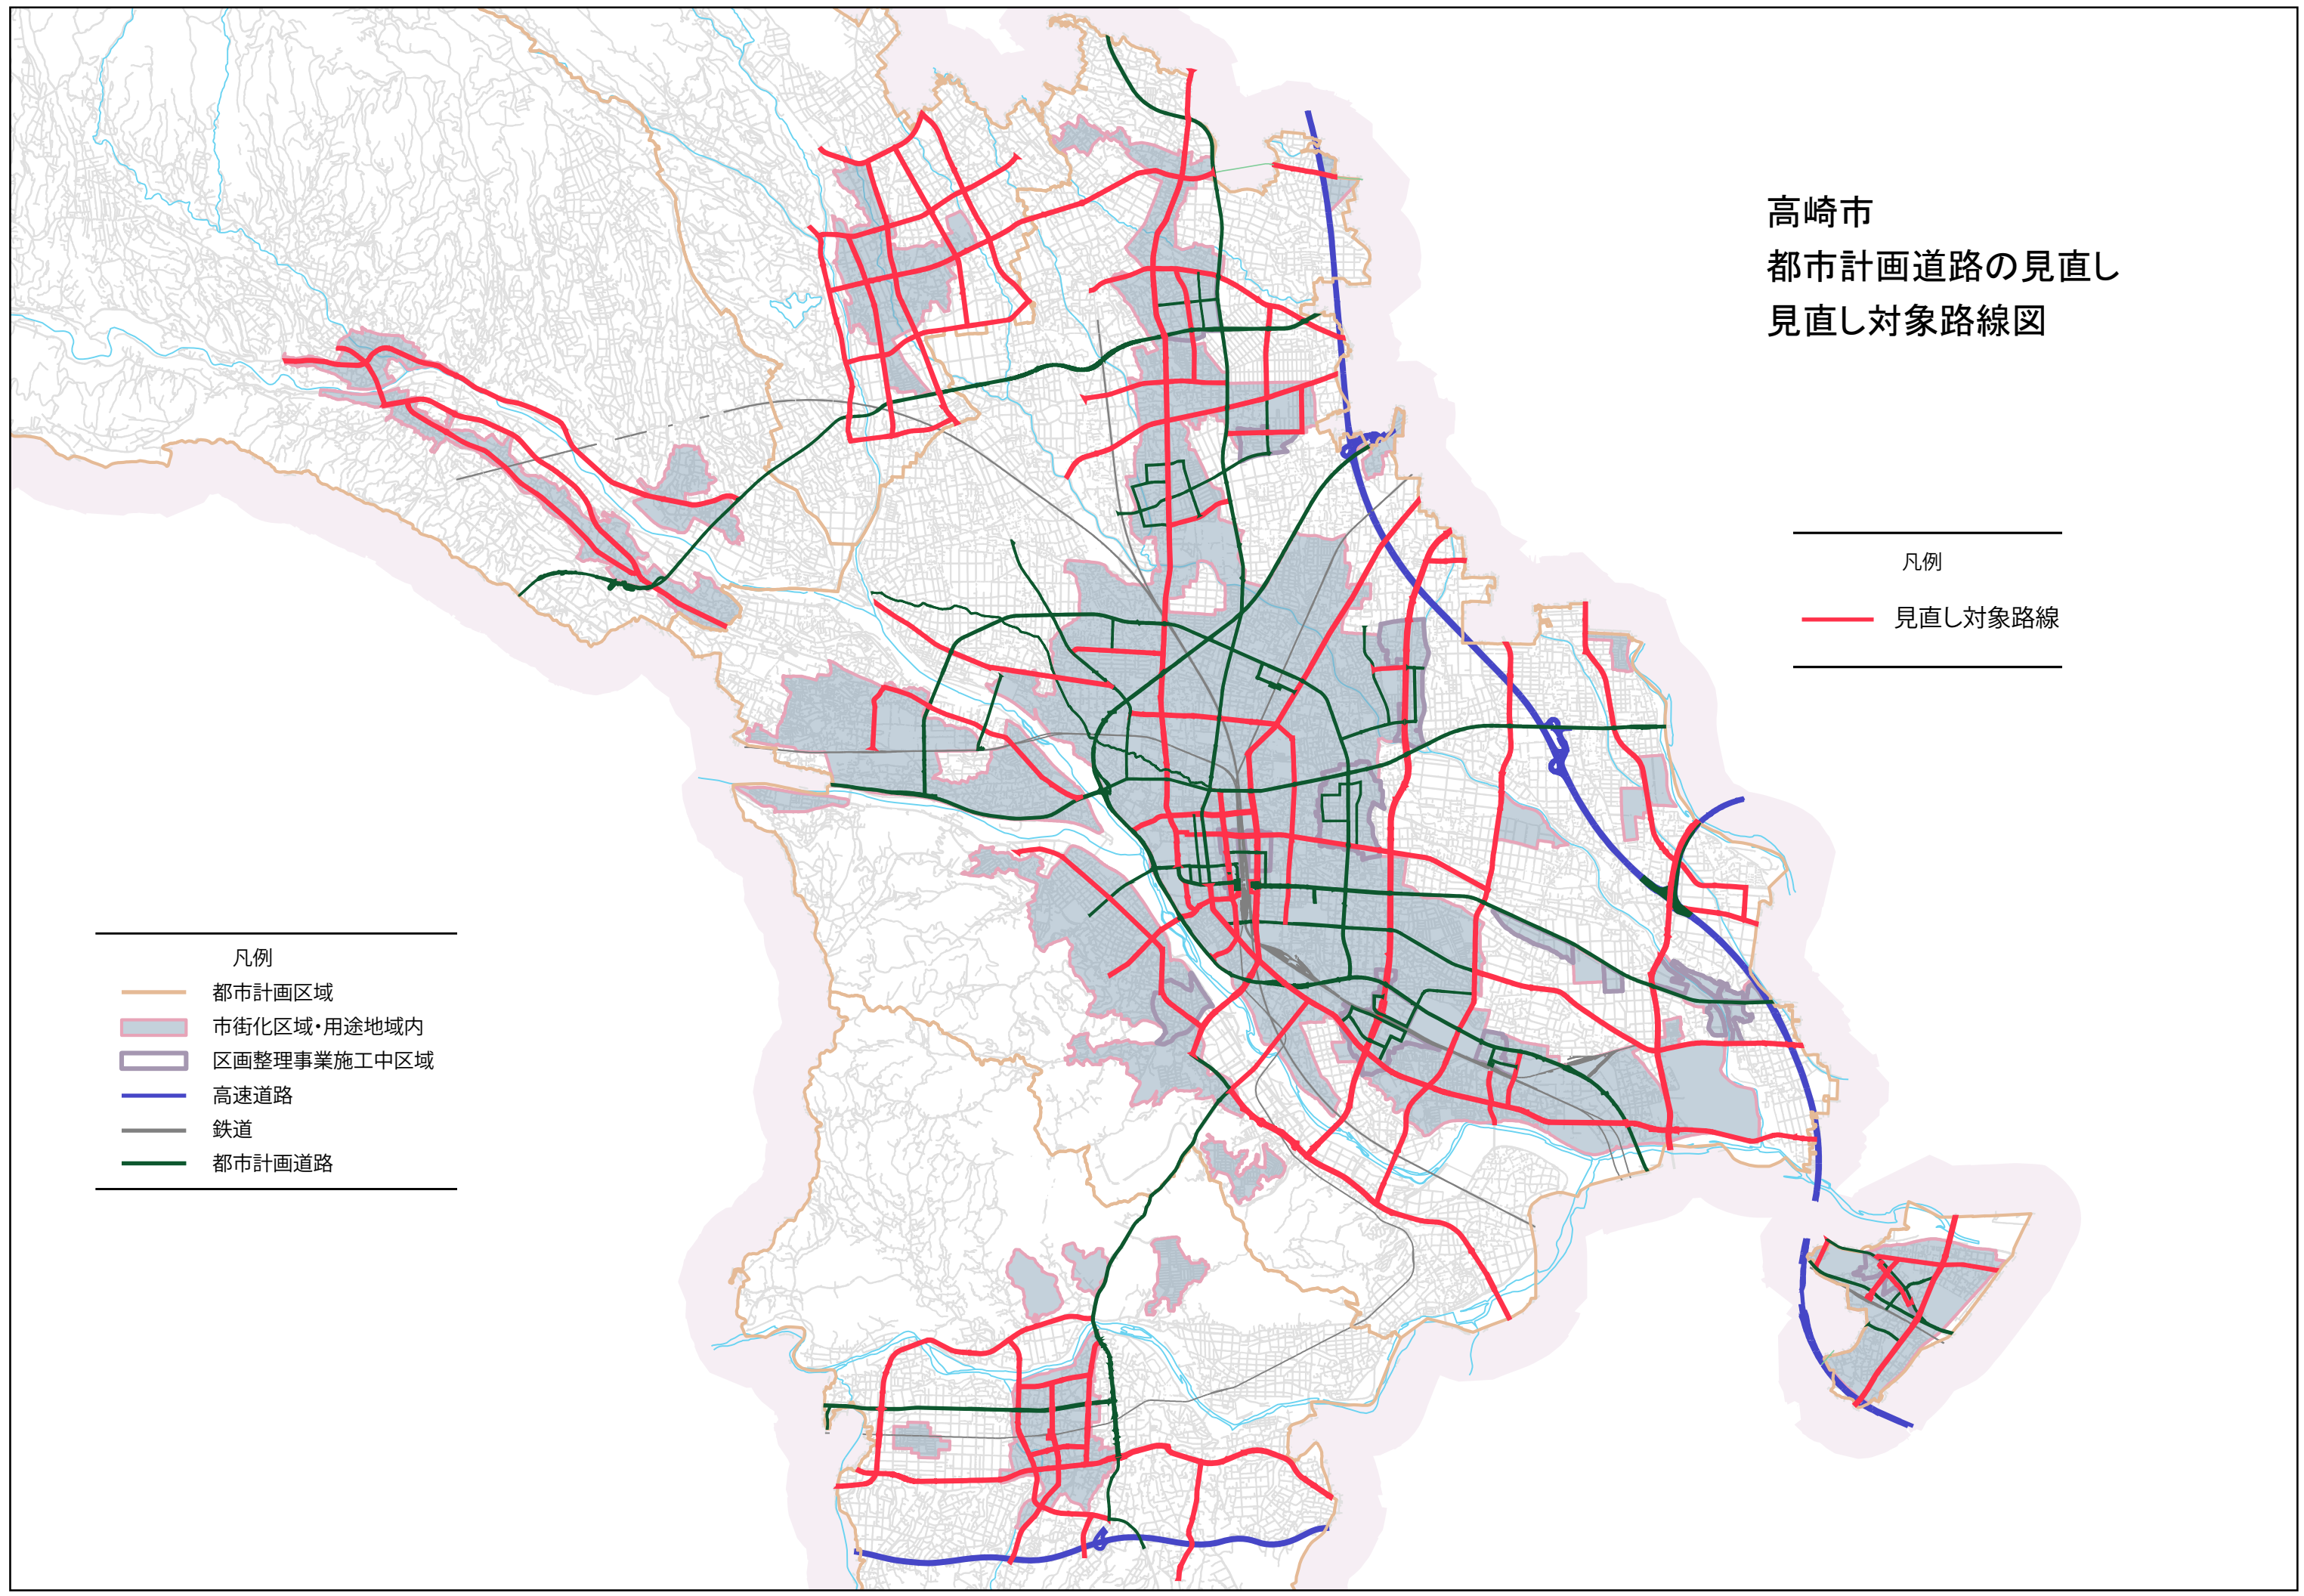 高崎市
都市計画道路の見直し
見直し対象路線図
凡例
見直し対象路線
凡例
都市計画区域
市街化区域・用途地域内
区画整理事業施工中区域
高速道路
鉄道
都市計画道路